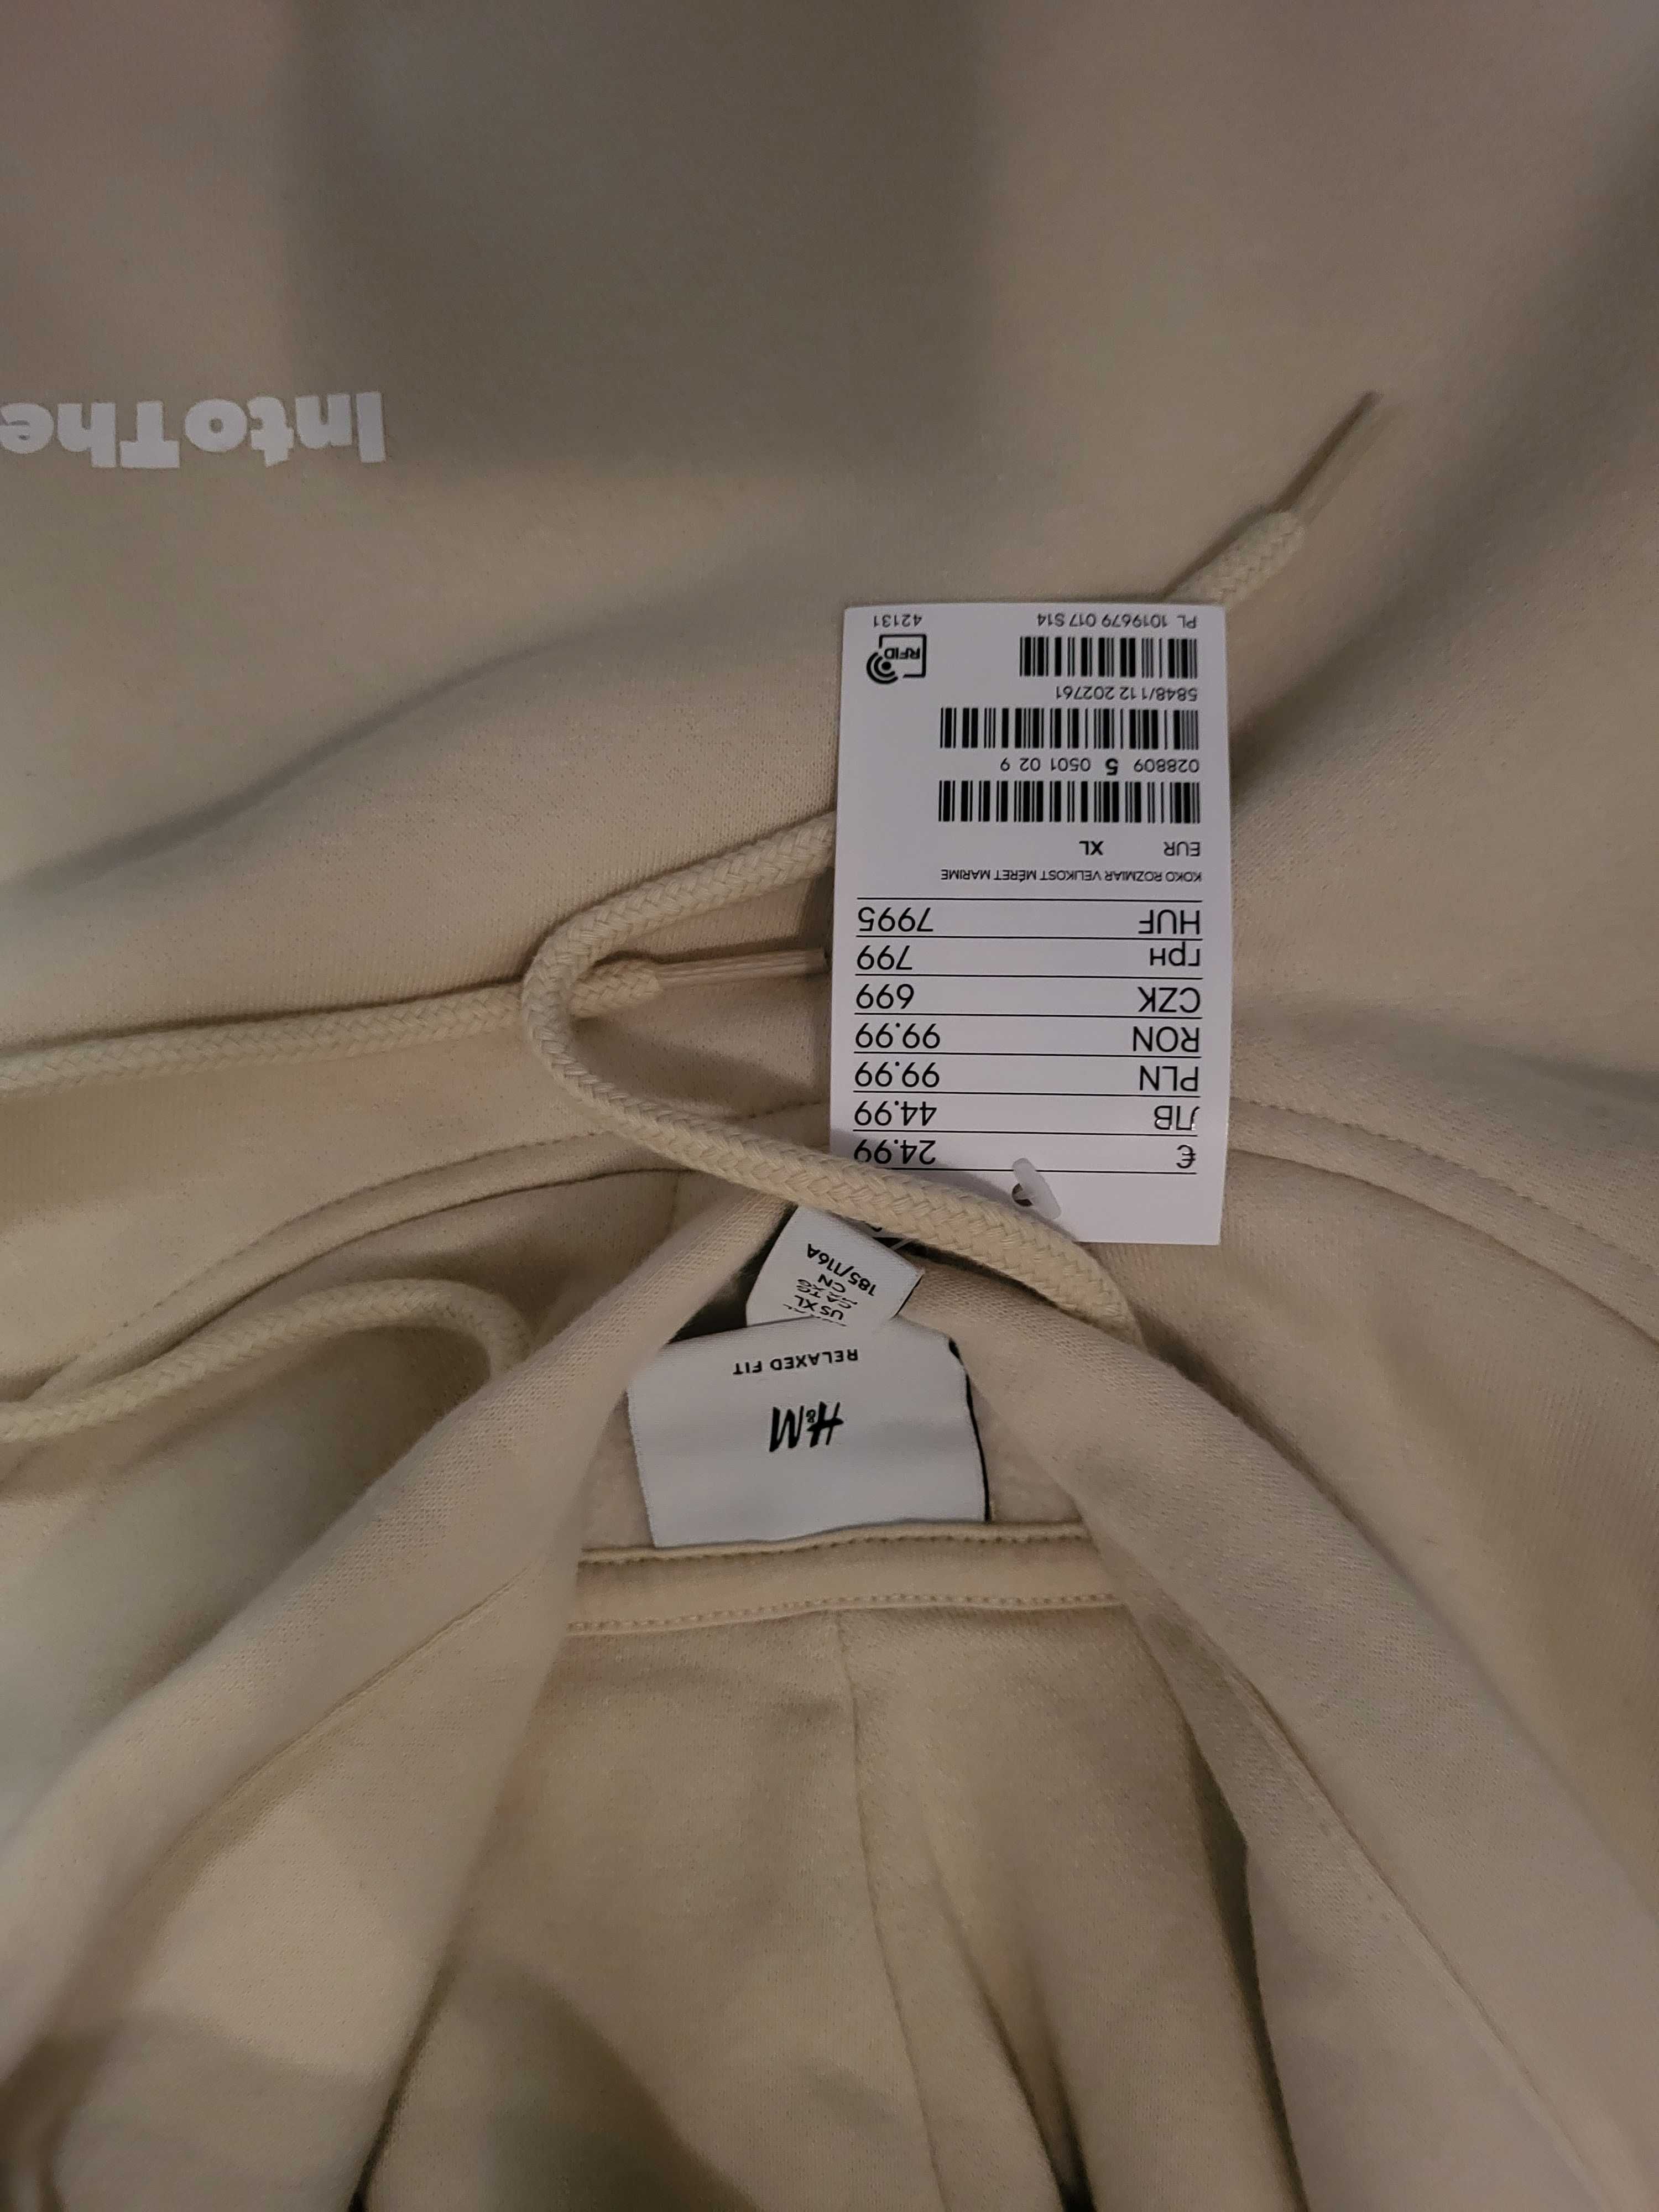 H&M
RELAXED FIT
US XL
CN
185/116A
€ 24.99
ЛВ 44.99
PLN 99.99
RON 99.99
CZK 699
грн 799
HUF 7995
KOKO ROZMIAR VELIKOST MÉRET MARIME
EUR XL
028809 5 0501 02 9
5848/112 202761
RFID
PL 1019679 017 S14 42131
IntoThe